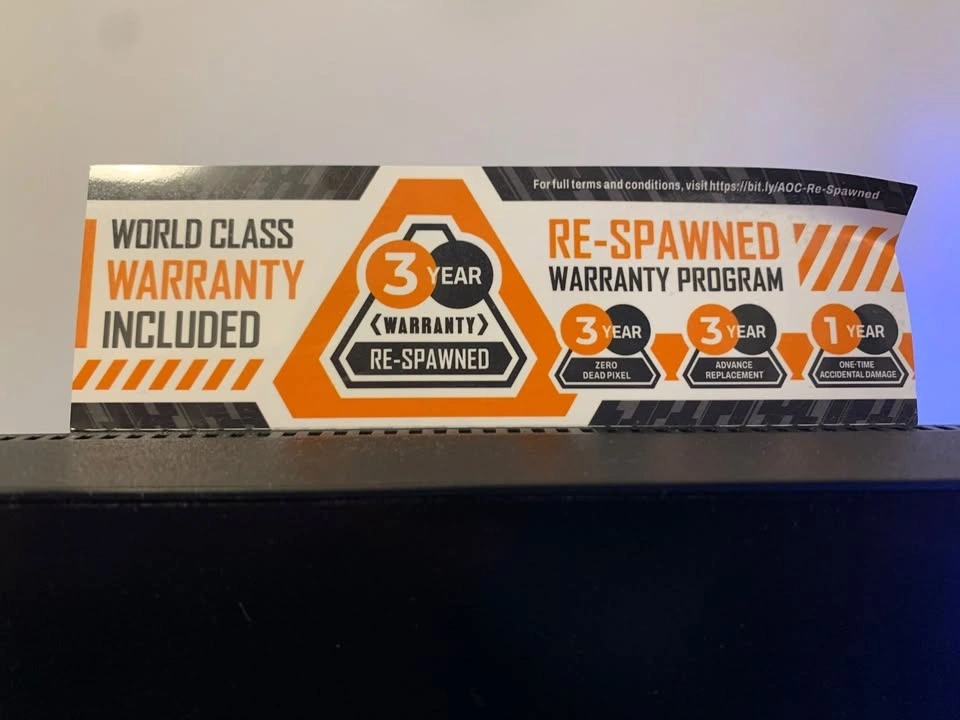 For full terms and conditions, visit https://bit.ly/AOC-Re-Spawned
WORLD CLASS
WARRANTY
INCLUDED
3 YEAR
WARRANTY
RE-SPAWNED
RE-SPAWNED
WARRANTY PROGRAM
3 YEAR
ZERO
DEAD PIXEL
3 YEAR
ADVANCE
REPLACEMENT
1 YEAR
ONE-TIME
ACCIDENTAL DAMAGE